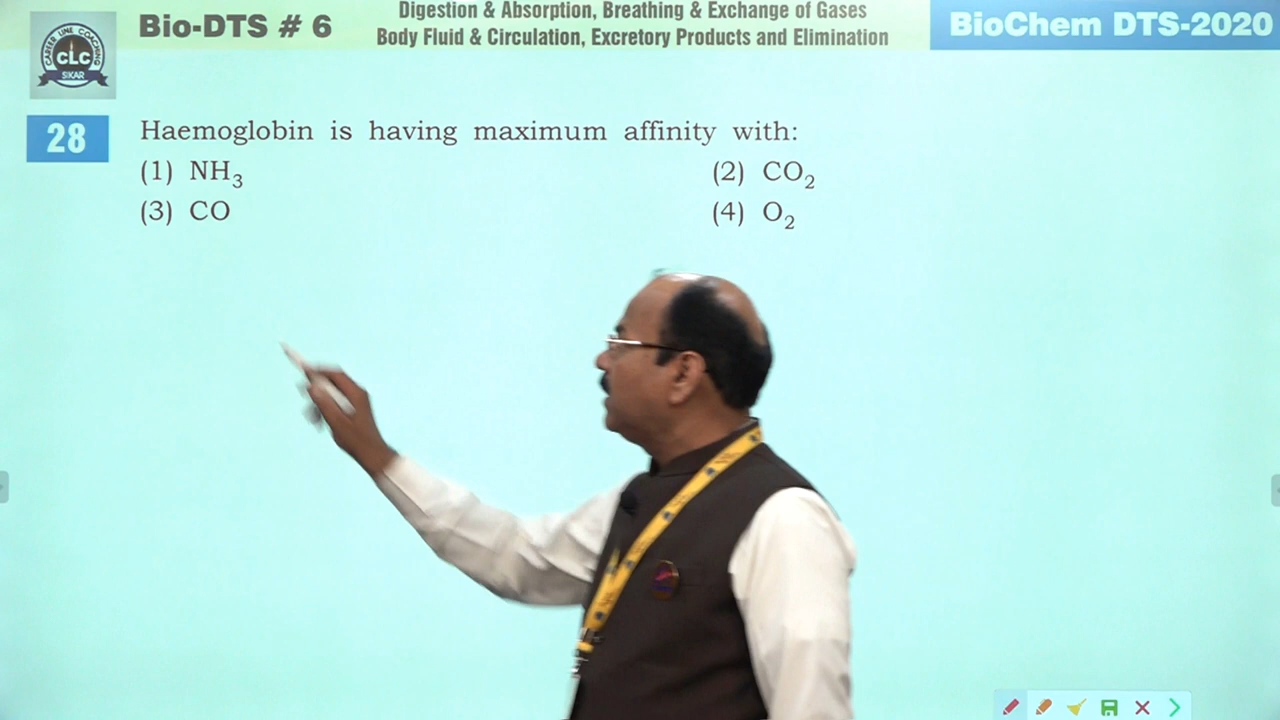 Bio-DTS # 6
Digestion & Absorption, Breathing & Exchange of Gases
Body Fluid & Circulation, Excretory Products and Elimination
BioChem DTS-2020
CAREER LINE COACHING
CLC
SIKAR
28
Haemoglobin is having maximum affinity with:
(1) NH₃ (2) CO₂
(3) CO (4) O₂